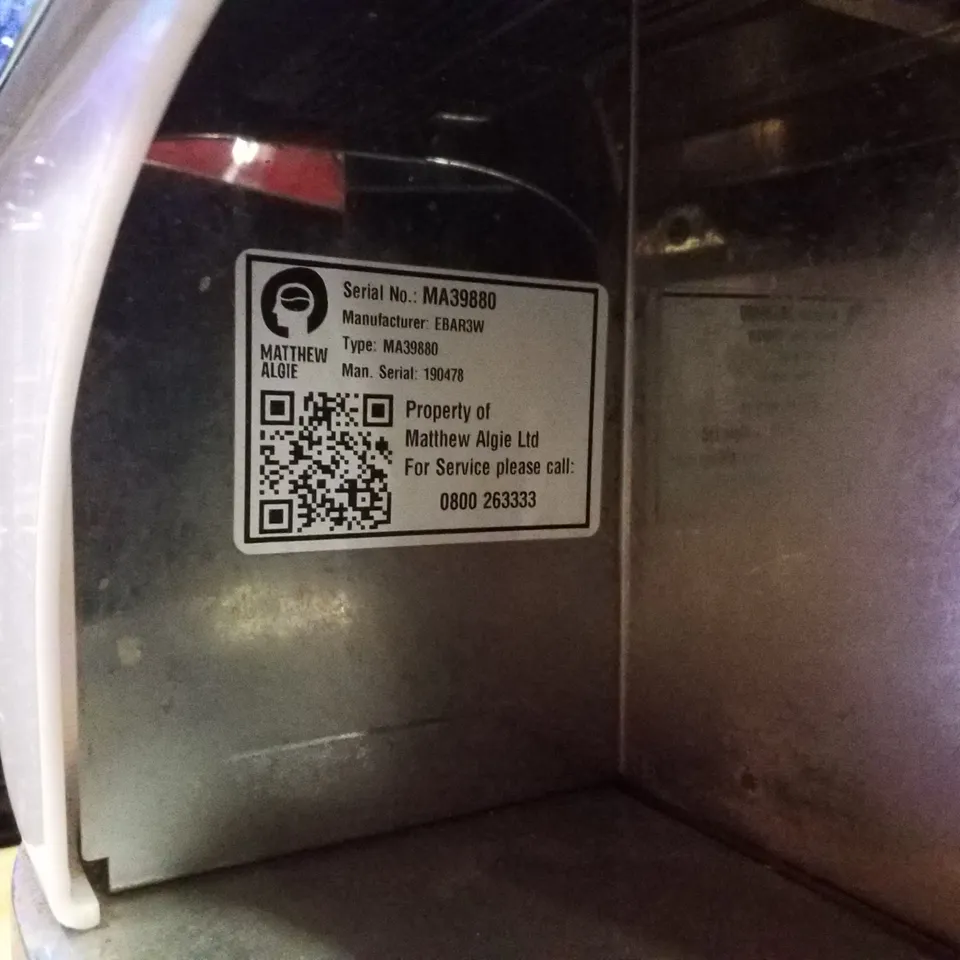 MATTHEW
ALGIE
Serial No.: MA39880
Manufacturer: EBAR3W
Type: MA39880
Man. Serial: 190478
Property of
Matthew Algie Ltd
For Service please call:
0800 263333